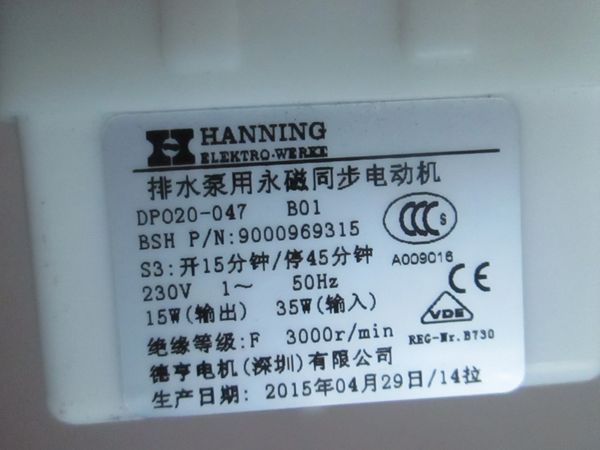 HANNING
ELEKTRO-WERKE
排水泵用永磁同步电动机
DP020-047 B01
BSH P/N:9000969315
CCC S
A009016
S3:开15分钟/停45分钟
230V 1～ 50Hz
CE
15W(输出) 35W(输入)
VDE
绝缘等级:F 3000r/min
REG-Nr.B730
德亨电机(深圳)有限公司
生产日期: 2015年04月29日/14拉